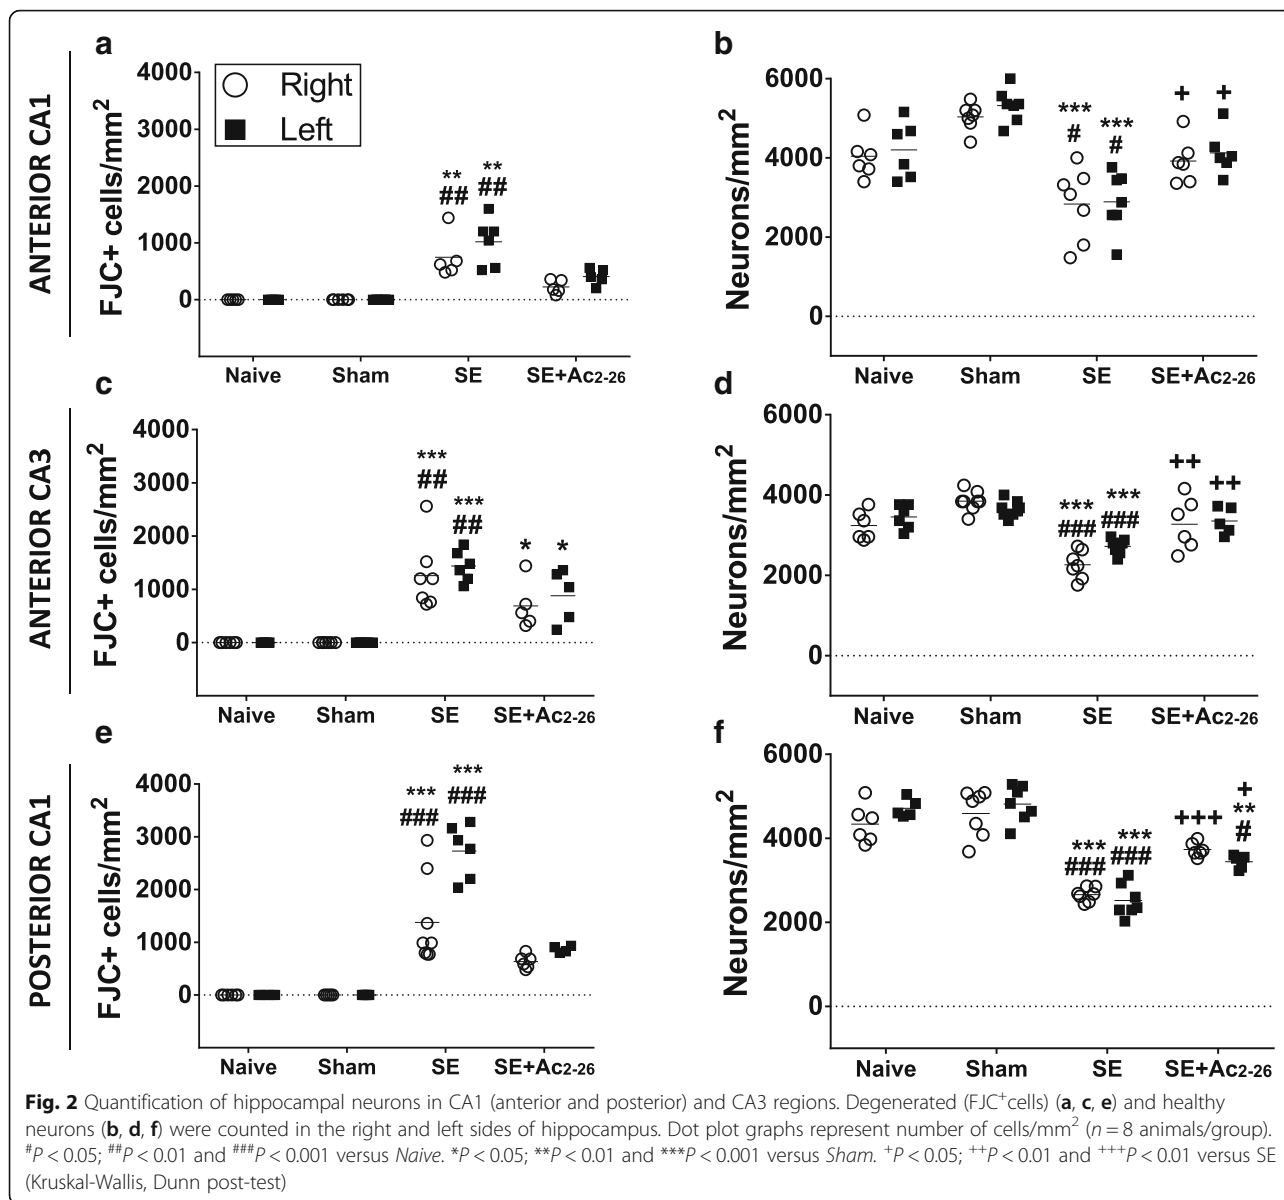 a
ANTERIOR CA1
FJC+ cells/mm²
4000
3000
2000
1000
0
Right
Left
**
##
**
##
Naive Sham SE SE+Ac2-26
b
Neurons/mm²
6000
4000
2000
0
***
#
***
#
+ +
Naive Sham SE SE+Ac2-26
c
ANTERIOR CA3
FJC+ cells/mm²
4000
3000
2000
1000
0
***
##
***
##
* *
Naive Sham SE SE+Ac2-26
d
Neurons/mm²
6000
4000
2000
0
***
###
***
###
++
++
Naive Sham SE SE+Ac2-26
e
POSTERIOR CA1
FJC+ cells/mm²
4000
3000
2000
1000
0
***
###
***
###
Naive Sham SE SE+Ac2-26
f
Neurons/mm²
6000
4000
2000
0
***
###
***
###
+++
+
**
#
Naive Sham SE SE+Ac2-26
Fig. 2 Quantification of hippocampal neurons in CA1 (anterior and posterior) and CA3 regions. Degenerated (FJC⁺cells) (a, c, e) and healthy
neurons (b, d, f) were counted in the right and left sides of hippocampus. Dot plot graphs represent number of cells/mm² (n = 8 animals/group).
#P < 0.05; ##P < 0.01 and ###P < 0.001 versus Naive. *P < 0.05; **P < 0.01 and ***P < 0.001 versus Sham. ⁺P < 0.05; ⁺⁺P < 0.01 and ⁺⁺⁺P < 0.01 versus SE
(Kruskal-Wallis, Dunn post-test)